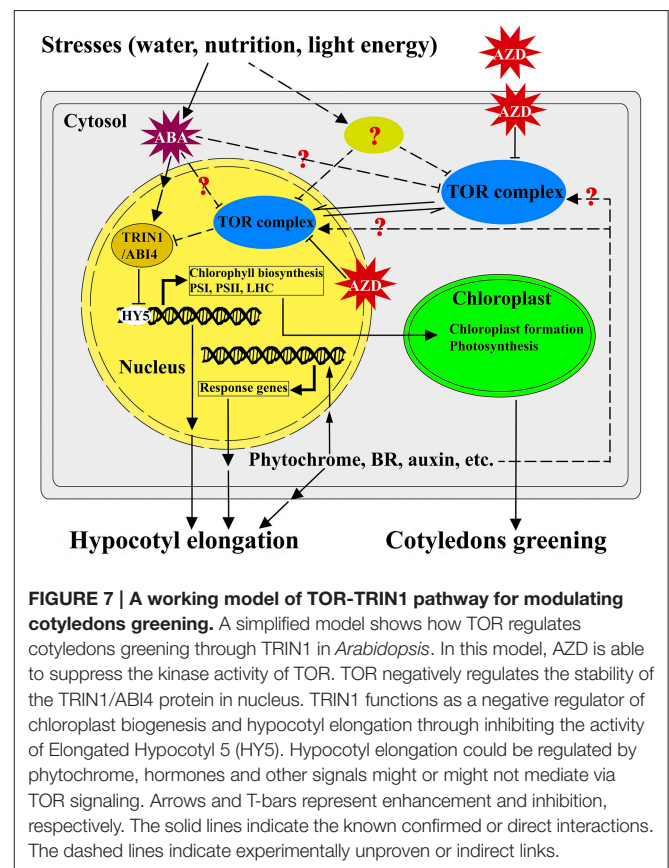 Stresses (water, nutrition, light energy)
AZD
Cytosol
AZD
ABA
?
?
?
TOR complex
?
TOR complex
?
TRIN1
/ABI4
Chlorophyll biosynthesis
PSI, PSII, LHC
AZD
HY5
Chloroplast
Chloroplast formation
Photosynthesis
Nucleus
Response genes
Phytochrome, BR, auxin, etc.
Hypocotyl elongation
Cotyledons greening
FIGURE 7 | A working model of TOR-TRIN1 pathway for modulating
cotyledons greening. A simplified model shows how TOR regulates
cotyledons greening through TRIN1 in Arabidopsis. In this model, AZD is able
to suppress the kinase activity of TOR. TOR negatively regulates the stability of
the TRIN1/ABI4 protein in nucleus. TRIN1 functions as a negative regulator of
chloroplast biogenesis and hypocotyl elongation through inhibiting the activity
of Elongated Hypocotyl 5 (HY5). Hypocotyl elongation could be regulated by
phytochrome, hormones and other signals might or might not mediate via
TOR signaling. Arrows and T-bars represent enhancement and inhibition,
respectively. The solid lines indicate the known confirmed or direct interactions.
The dashed lines indicate experimentally unproven or indirect links.